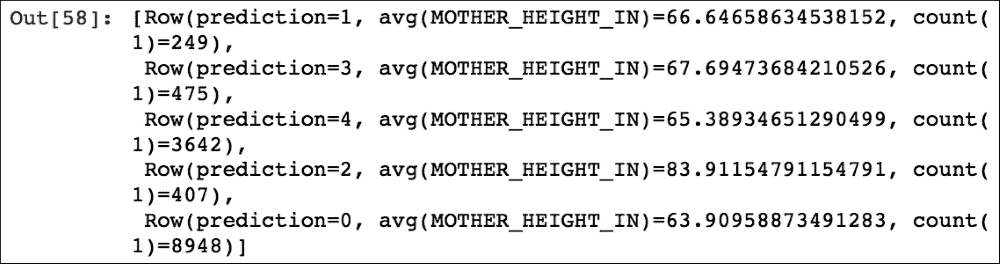 Out[58]: [Row(prediction=1, avg(MOTHER_HEIGHT_IN)=66.64658634538152, count(
1)=249),
Row(prediction=3, avg(MOTHER_HEIGHT_IN)=67.69473684210526, count(
1)=475),
Row(prediction=4, avg(MOTHER_HEIGHT_IN)=65.38934651290499, count(
1)=3642),
Row(prediction=2, avg(MOTHER_HEIGHT_IN)=83.91154791154791, count(
1)=407),
Row(prediction=0, avg(MOTHER_HEIGHT_IN)=63.90958873491283, count(
1)=8948)]